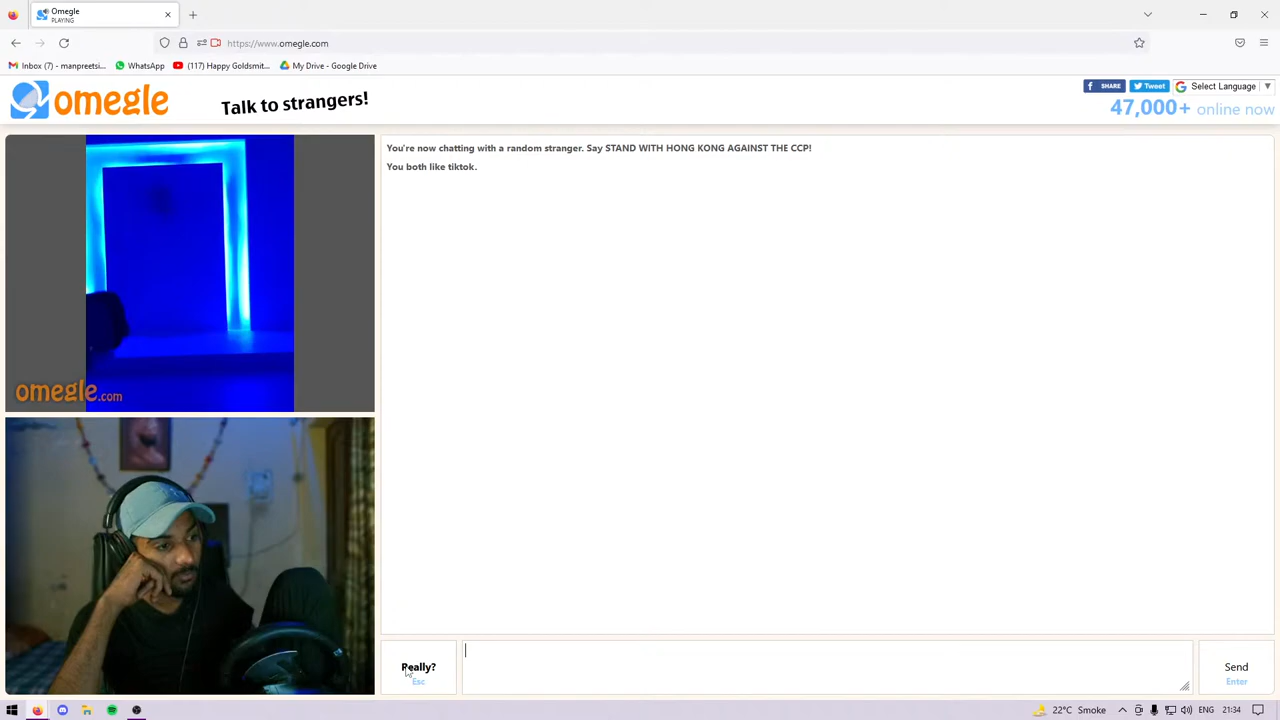 Omegle
PLAYING
https://www.omegle.com
Inbox (7) - manpreetsi...
WhatsApp
(117) Happy Goldsmit...
My Drive - Google Drive
omegle
Talk to strangers!
SHARE
Tweet
Select Language
47,000+ online now
You're now chatting with a random stranger. Say STAND WITH HONG KONG AGAINST THE CCP!
You both like tiktok.
omegle.com
Really?
Esc
Send
Enter
22°C Smoke
ENG
21:34